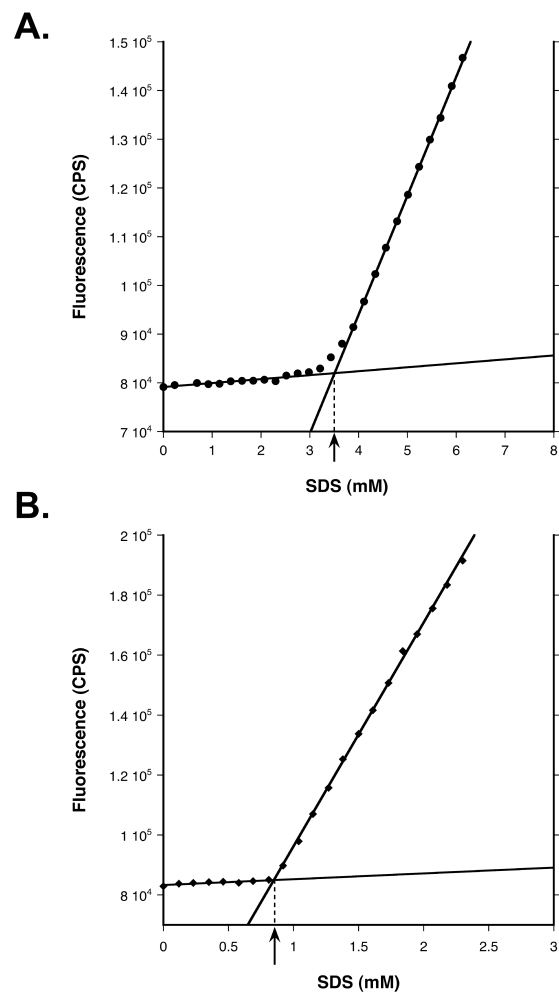 A.
1.5 10⁵
1.4 10⁵
1.3 10⁵
1.2 10⁵
1.1 10⁵
1 10⁵
9 10⁴
8 10⁴
7 10⁴
Fluorescence (CPS)
0 1 2 3 4 5 6 7 8
SDS (mM)
B.
2 10⁵
1.8 10⁵
1.6 10⁵
1.4 10⁵
1.2 10⁵
1 10⁵
8 10⁴
Fluorescence (CPS)
0 0.5 1 1.5 2 2.5 3
SDS (mM)